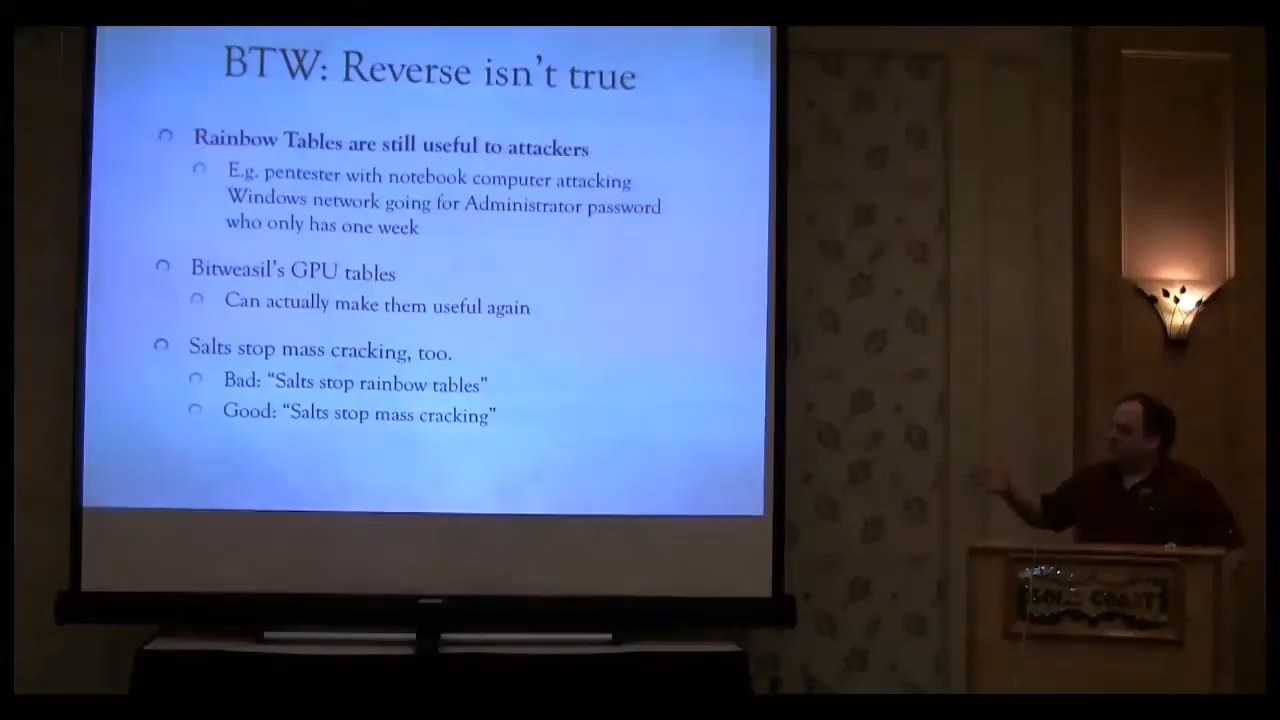 BTW: Reverse isn't true
Rainbow Tables are still useful to attackers
E.g. pentester with notebook computer attacking
Windows network going for Administrator password
who only has one week
Bitweasil's GPU tables
Can actually make them useful again
Salts stop mass cracking, too.
Bad: "Salts stop rainbow tables"
Good: "Salts stop mass cracking"
GOLD COAST